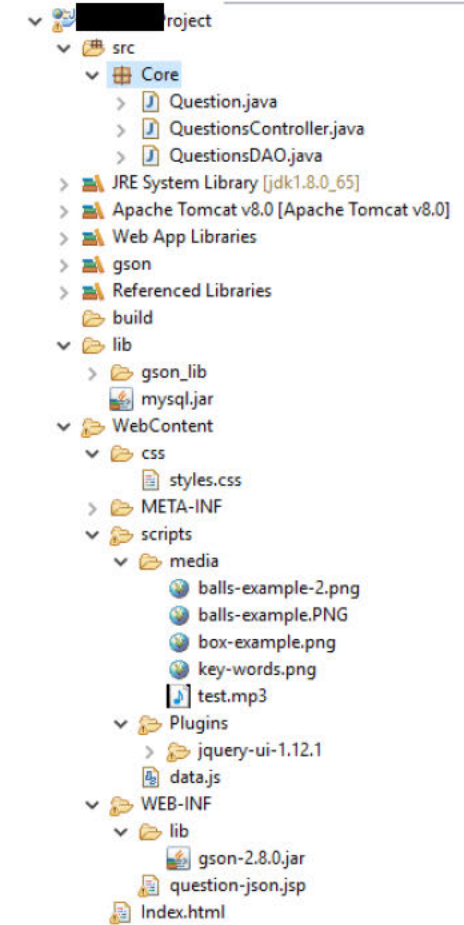 roject
src
Core
Question.java
QuestionsController.java
QuestionsDAO.java
JRE System Library [jdk1.8.0_65]
Apache Tomcat v8.0 [Apache Tomcat v8.0]
Web App Libraries
gson
Referenced Libraries
build
lib
gson_lib
mysql.jar
WebContent
css
styles.css
META-INF
scripts
media
balls-example-2.png
balls-example.PNG
box-example.png
key-words.png
test.mp3
Plugins
jquery-ui-1.12.1
data.js
WEB-INF
lib
gson-2.8.0.jar
question-json.jsp
Index.html